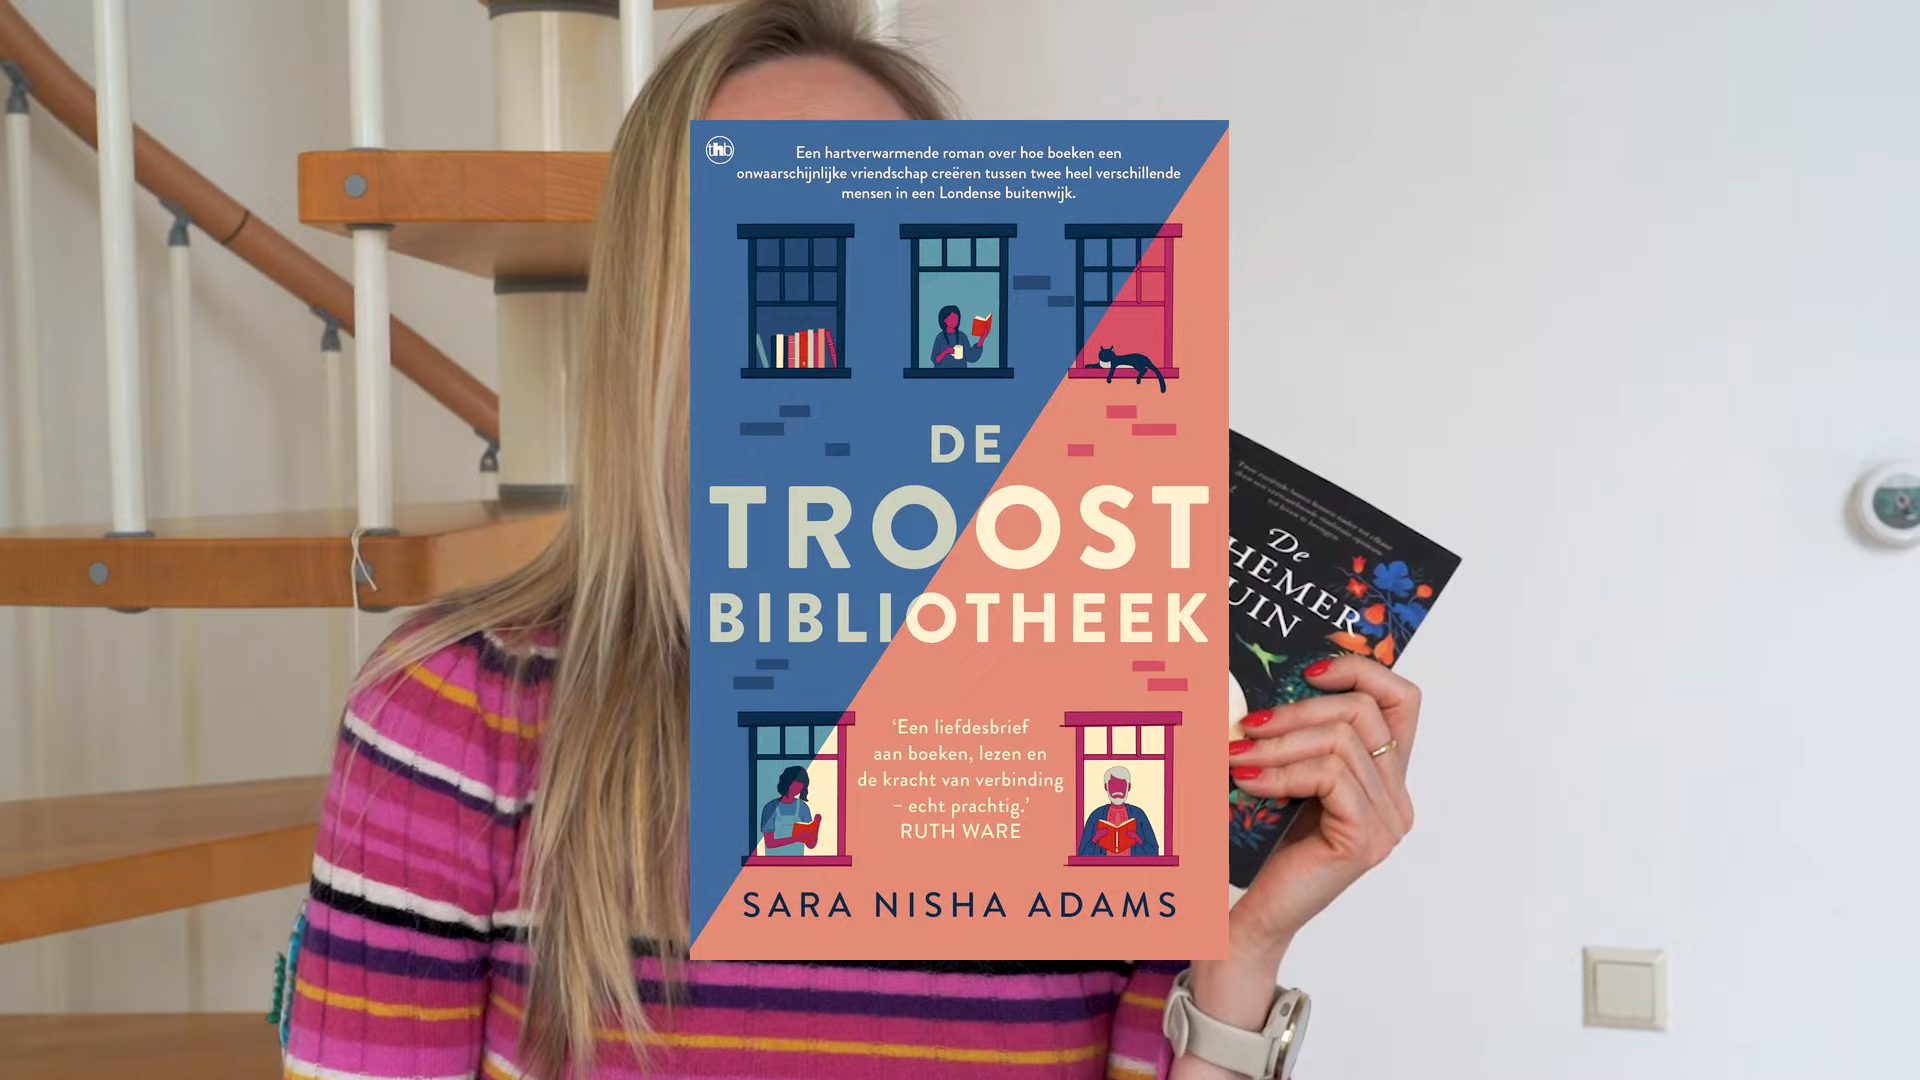 thb
Een hartverwarmende roman over hoe boeken een
onwaarschijnlijke vriendschap creëren tussen twee heel verschillende
mensen in een Londense buitenwijk.
DE
TROOST
BIBLIOTHEEK
‘Een liefdesbrief
aan boeken, lezen en
de kracht van verbinding
– echt prachtig.’
RUTH WARE
SARA NISHA ADAMS
De
HEMER
UIN